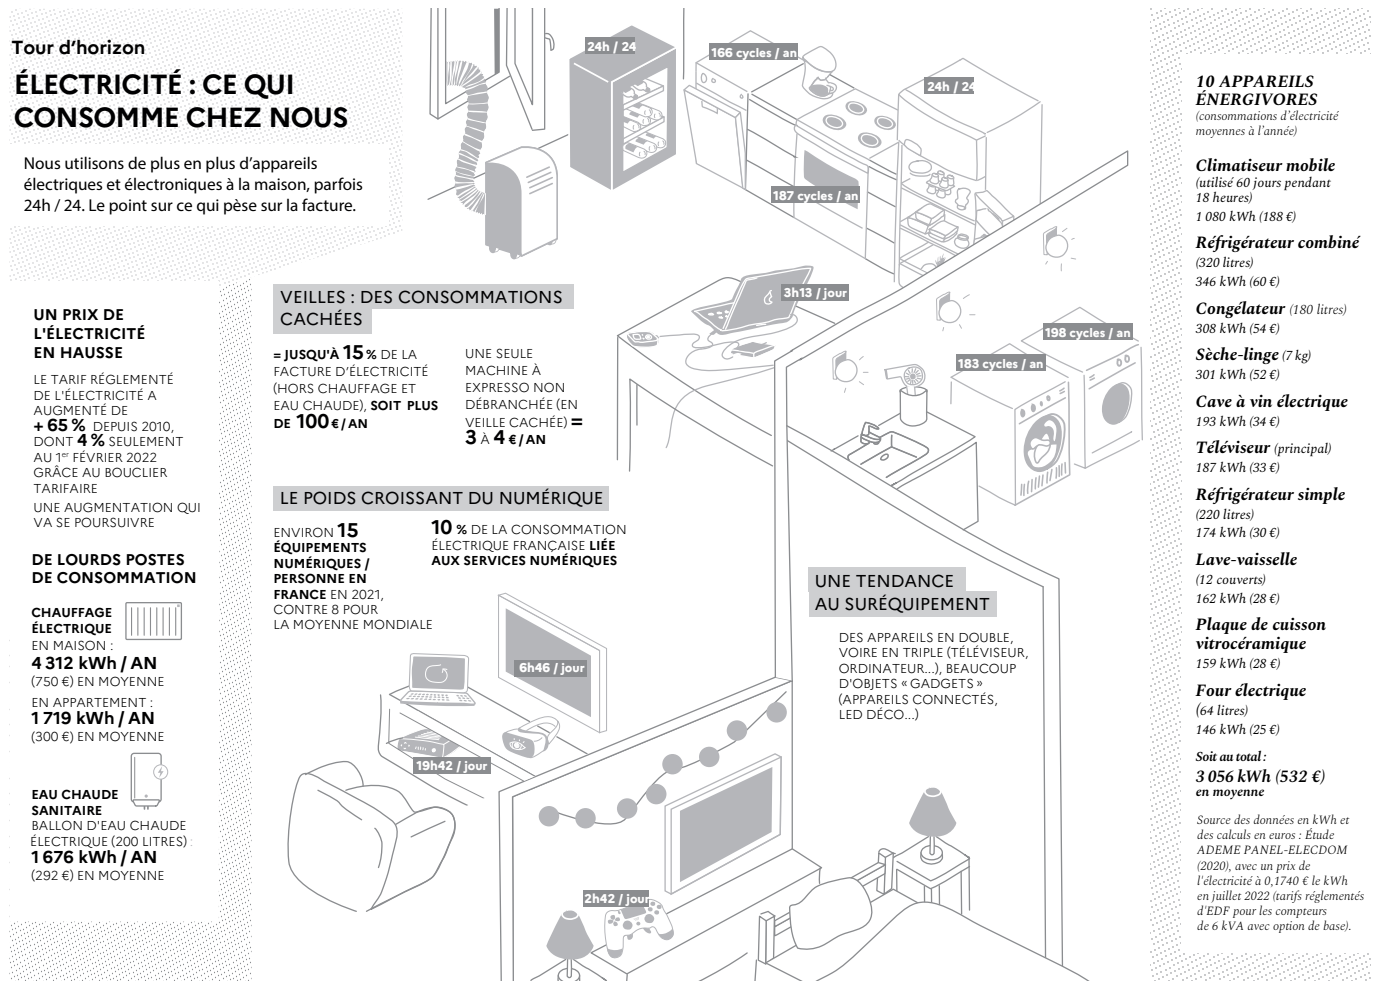 Tour d'horizon
ÉLECTRICITÉ : CE QUI
CONSOMME CHEZ NOUS
Nous utilisons de plus en plus d'appareils
électriques et électroniques à la maison, parfois
24h / 24. Le point sur ce qui pèse sur la facture.
UN PRIX DE
L'ÉLECTRICITÉ
EN HAUSSE
LE TARIF RÉGLEMENTÉ
DE L'ÉLECTRICITÉ A
AUGMENTÉ DE
+ 65 % DEPUIS 2010,
DONT 4 % SEULEMENT
AU 1er FÉVRIER 2022
GRÂCE AU BOUCLIER
TARIFAIRE
UNE AUGMENTATION QUI
VA SE POURSUIVRE
DE LOURDS POSTES
DE CONSOMMATION
CHAUFFAGE
ÉLECTRIQUE
EN MAISON :
4 312 kWh / AN
(750 €) EN MOYENNE
EN APPARTEMENT :
1 719 kWh / AN
(300 €) EN MOYENNE
EAU CHAUDE
SANITAIRE
BALLON D'EAU CHAUDE
ÉLECTRIQUE (200 LITRES) :
1 676 kWh / AN
(292 €) EN MOYENNE
VEILLES : DES CONSOMMATIONS
CACHÉES
= JUSQU'À 15 % DE LA
FACTURE D'ÉLECTRICITÉ
(HORS CHAUFFAGE ET
EAU CHAUDE), SOIT PLUS
DE 100 € / AN
UNE SEULE
MACHINE À
EXPRESSO NON
DÉBRANCHÉE (EN
VEILLE CACHÉE) =
3 À 4 € / AN
LE POIDS CROISSANT DU NUMÉRIQUE
ENVIRON 15
ÉQUIPEMENTS
NUMÉRIQUES /
PERSONNE EN
FRANCE EN 2021,
CONTRE 8 POUR
LA MOYENNE MONDIALE
10 % DE LA CONSOMMATION
ÉLECTRIQUE FRANÇAISE LIÉE
AUX SERVICES NUMÉRIQUES
UNE TENDANCE
AU SURÉQUIPEMENT
DES APPAREILS EN DOUBLE,
VOIRE EN TRIPLE (TÉLÉVISEUR,
ORDINATEUR...), BEAUCOUP
D'OBJETS « GADGETS »
(APPAREILS CONNECTÉS,
LED DÉCO...)
24h / 24
166 cycles / an
24h / 24
187 cycles / an
3h13 / jour
198 cycles / an
183 cycles / an
6h46 / jour
19h42 / jour
2h42 / jour
10 APPAREILS
ÉNERGIVORES
(consommations d'électricité
moyennes à l'année)
Climatiseur mobile
(utilisé 60 jours pendant
18 heures)
1 080 kWh (188 €)
Réfrigérateur combiné
(320 litres)
346 kWh (60 €)
Congélateur (180 litres)
308 kWh (54 €)
Sèche-linge (7 kg)
301 kWh (52 €)
Cave à vin électrique
193 kWh (34 €)
Téléviseur (principal)
187 kWh (33 €)
Réfrigérateur simple
(220 litres)
174 kWh (30 €)
Lave-vaisselle
(12 couverts)
162 kWh (28 €)
Plaque de cuisson
vitrocéramique
159 kWh (28 €)
Four électrique
(64 litres)
146 kWh (25 €)
Soit au total :
3 056 kWh (532 €)
en moyenne
Source des données en kWh et
des calculs en euros : Étude
ADEME PANEL-ELECDOM
(2020), avec un prix de
l'électricité à 0,1740 € le kWh
en juillet 2022 (tarifs réglementés
d'EDF pour les compteurs
de 6 kVA avec option de base).